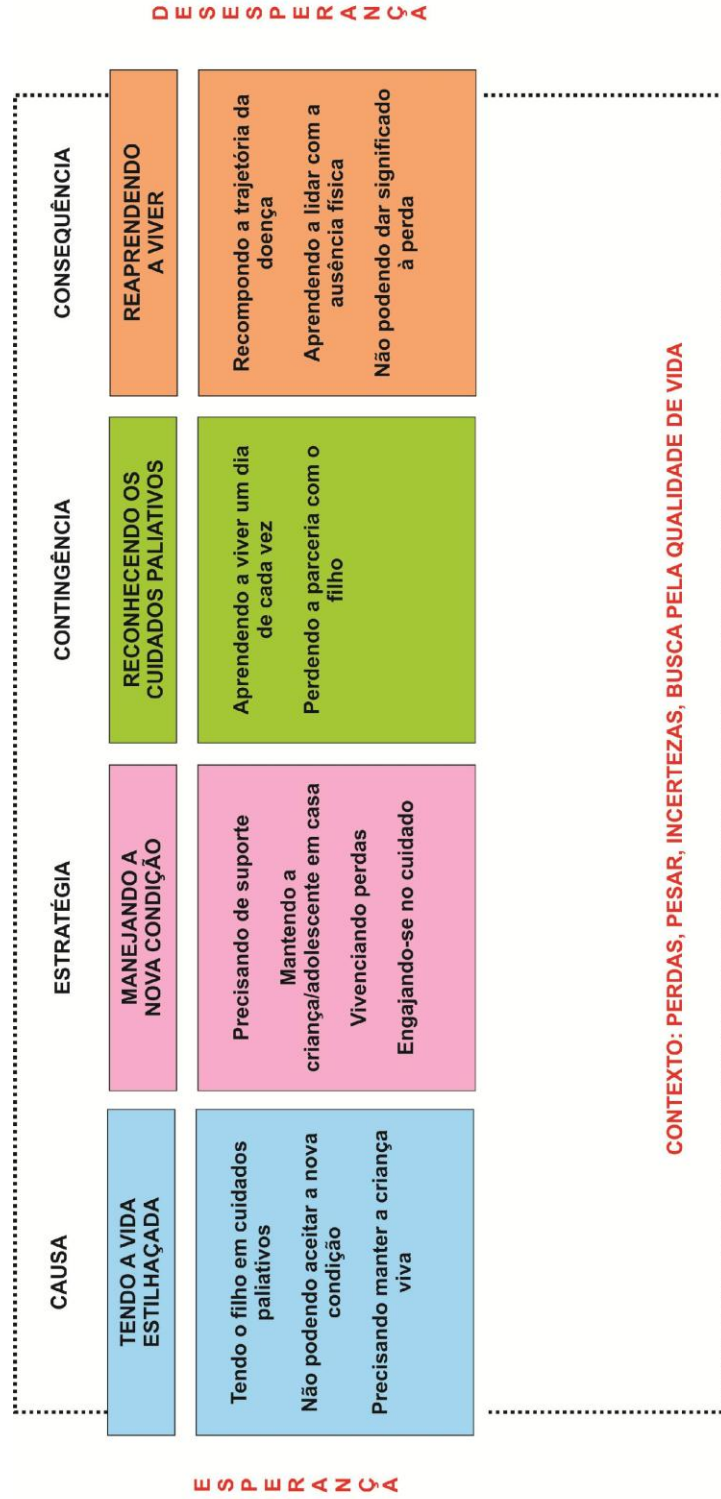 ESPERANÇA
CAUSA
TENDO A VIDA
ESTILHAÇADA
Tendo o filho em cuidados
paliativos
Não podendo aceitar a nova
condição
Precisando manter a criança
viva
ESTRATÉGIA
MANEJANDO A
NOVA CONDIÇÃO
Precisando de suporte
Mantendo a
criança/adolescente em casa
Vivenciando perdas
Engajando-se no cuidado
CONTINGÊNCIA
RECONHECENDO OS
CUIDADOS PALIATIVOS
Aprendendo a viver um dia
de cada vez
Perdendo a parceria com o
filho
CONSEQUÊNCIA
REAPRENDENDO
A VIVER
Recompondo a trajetória da
doença
Aprendendo a lidar com a
ausência física
Não podendo dar significado
à perda
DESESPERANÇA
CONTEXTO: PERDAS, PESAR, INCERTEZAS, BUSCA PELA QUALIDADE DE VIDA